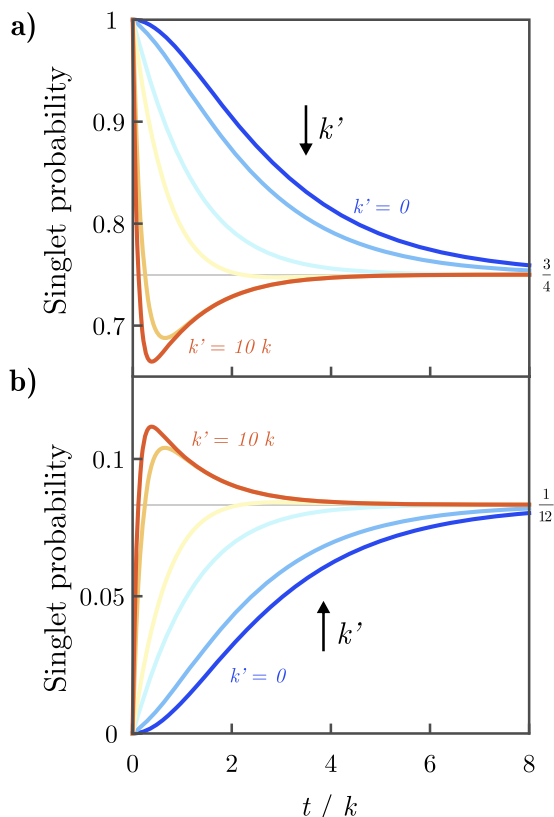 a)
1
0.9
0.8
0.7
Singlet probability
k'
k' = 0
3/4
k' = 10 k
b)
0.1
0.05
0
Singlet probability
k' = 10 k
1/12
k'
k' = 0
0 2 4 6 8
t / k